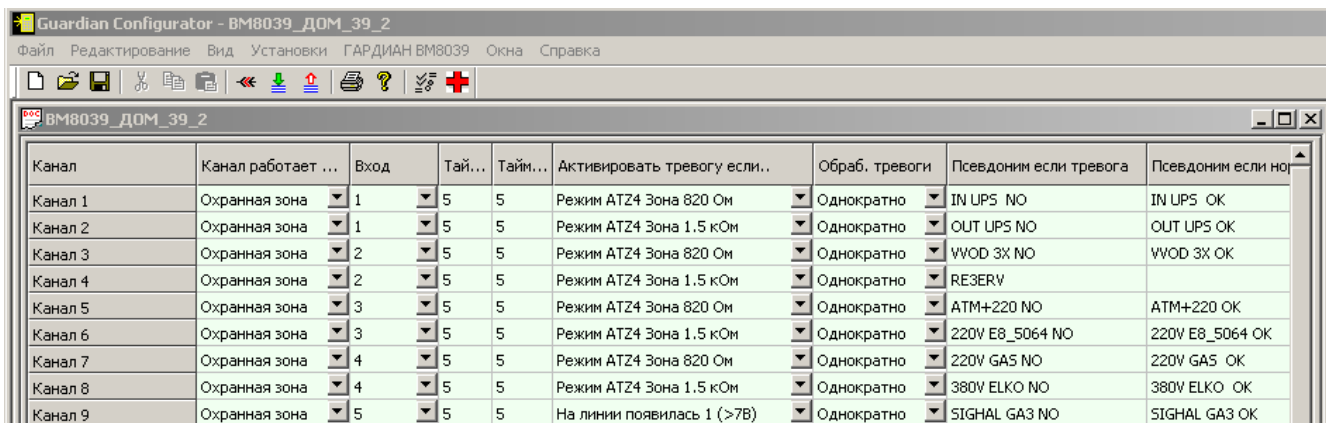 Guardian Configurator - BM8039_ДОМ_39_2
Файл Редактирование Вид Установки ГАРДИАН BM8039 Окна Справка
BM8039_ДОМ_39_2
Канал Канал работает ... Вход Тай... Тайм... Активировать тревогу если.. Обраб. тревоги Псевдоним если тревога Псевдоним если нор
Канал 1 Охранная зона 1 5 5 Режим ATZ4 Зона 820 Ом Однократно IN UPS NO IN UPS OK
Канал 2 Охранная зона 1 5 5 Режим ATZ4 Зона 1.5 кОм Однократно OUT UPS NO OUT UPS OK
Канал 3 Охранная зона 2 5 5 Режим ATZ4 Зона 820 Ом Однократно VVOD 3X NO VVOD 3X OK
Канал 4 Охранная зона 2 5 5 Режим ATZ4 Зона 1.5 кОм Однократно RE3ERV
Канал 5 Охранная зона 3 5 5 Режим ATZ4 Зона 820 Ом Однократно ATM+220 NO ATM+220 OK
Канал 6 Охранная зона 3 5 5 Режим ATZ4 Зона 1.5 кОм Однократно 220V E8_5064 NO 220V E8_5064 OK
Канал 7 Охранная зона 4 5 5 Режим ATZ4 Зона 820 Ом Однократно 220V GAS NO 220V GAS OK
Канал 8 Охранная зона 4 5 5 Режим ATZ4 Зона 1.5 кОм Однократно 380V ELKO NO 380V ELKO OK
Канал 9 Охранная зона 5 5 5 На линии появилась 1 (>7В) Однократно SIGHAL GA3 NO SIGHAL GA3 OK